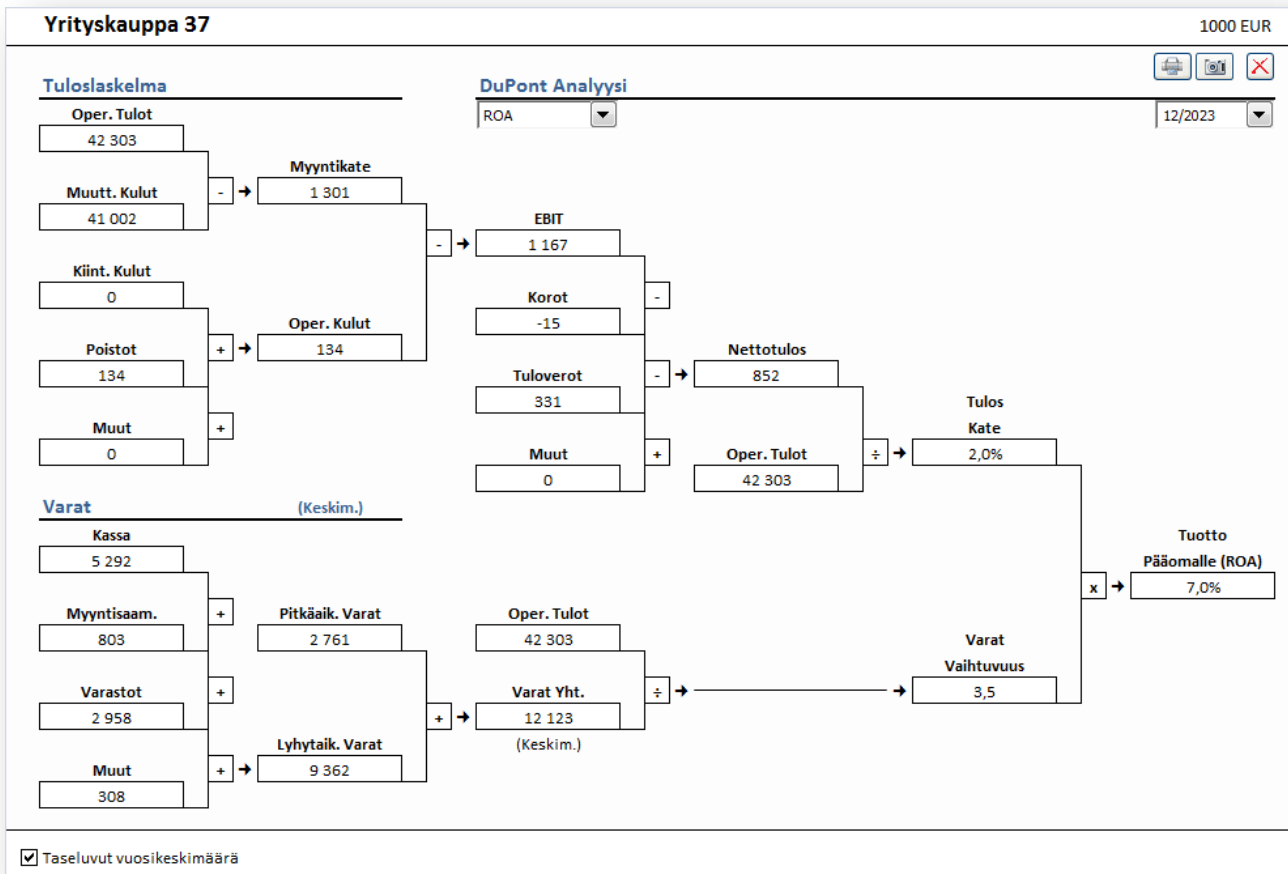 Yrityskauppa 37
1000 EUR
Tuloslaskelma
DuPont Analyysi
ROA
12/2023
Oper. Tulot
42 303
Muutt. Kulut
41 002
-
Myyntikate
1 301
Kiint. Kulut
0
Poistot
134
+
Oper. Kulut
134
Muut
0
+
-
EBIT
1 167
-
Korot
-15
Tuloverot
331
-
Nettotulos
852
Muut
0
+
Oper. Tulot
42 303
÷
Tulos
Kate
2,0%
Varat
(Keskim.)
Kassa
5 292
Myyntisaam.
803
+
Varastot
2 958
+
Muut
308
+
Pitkäaik. Varat
2 761
Lyhytaik. Varat
9 362
+
Oper. Tulot
42 303
Varat Yht.
12 123
(Keskim.)
÷
Varat
Vaihtuvuus
3,5
x
Tuotto
Pääomalle (ROA)
7,0%
Taseluvut vuosikeskimäärä